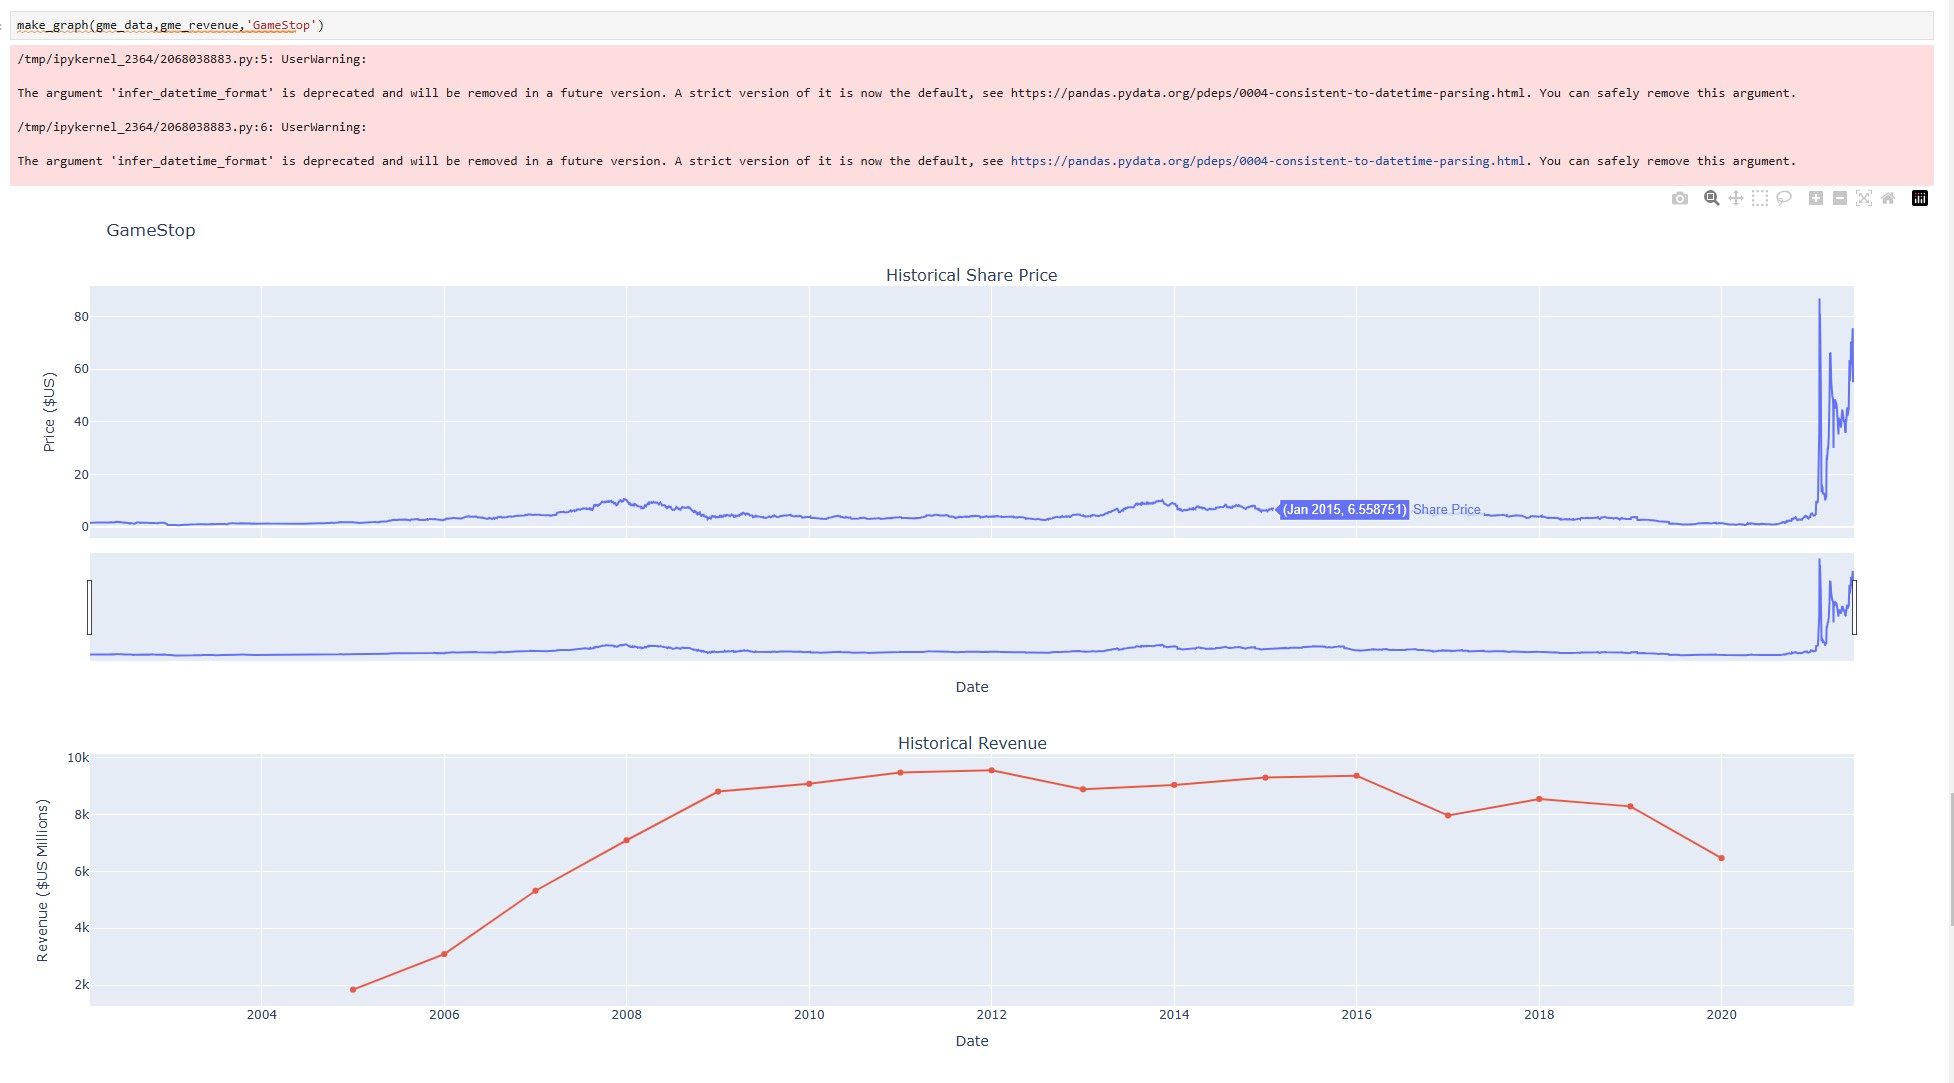 make_graph(gme_data,gme_revenue,'GameStop')
/tmp/ipykernel_2364/2068038883.py:5: UserWarning:
The argument 'infer_datetime_format' is deprecated and will be removed in a future version. A strict version of it is now the default, see https://pandas.pydata.org/pdeps/0004-consistent-to-datetime-parsing.html. You can safely remove this argument.
/tmp/ipykernel_2364/2068038883.py:6: UserWarning:
The argument 'infer_datetime_format' is deprecated and will be removed in a future version. A strict version of it is now the default, see https://pandas.pydata.org/pdeps/0004-consistent-to-datetime-parsing.html. You can safely remove this argument.
GameStop
Historical Share Price
80
60
40
20
0
Price ($US)
(Jan 2015, 6.558751) Share Price
Date
Historical Revenue
10k
8k
6k
4k
2k
Revenue ($US Millions)
2004 2006 2008 2010 2012 2014 2016 2018 2020
Date